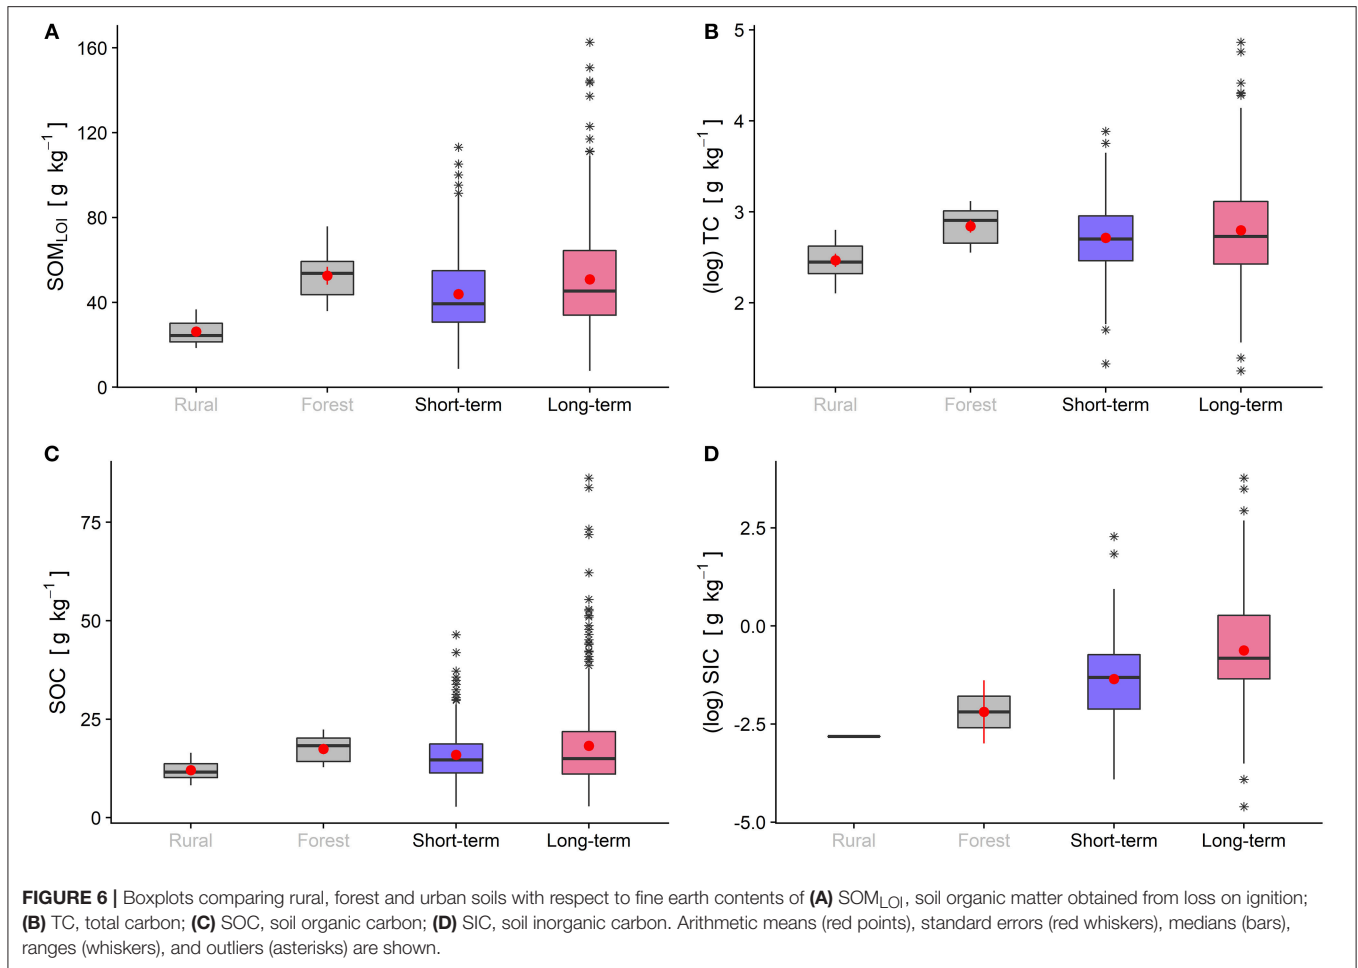 A
SOM_LOI [ g kg⁻¹ ]
160
120
80
40
0
Rural Forest Short-term Long-term
B
(log) TC [ g kg⁻¹ ]
5
4
3
2
Rural Forest Short-term Long-term
C
SOC [ g kg⁻¹ ]
75
50
25
0
Rural Forest Short-term Long-term
D
(log) SIC [ g kg⁻¹ ]
2.5
0.0
-2.5
-5.0
Rural Forest Short-term Long-term
FIGURE 6 | Boxplots comparing rural, forest and urban soils with respect to fine earth contents of (A) SOM_LOI, soil organic matter obtained from loss on ignition;
(B) TC, total carbon; (C) SOC, soil organic carbon; (D) SIC, soil inorganic carbon. Arithmetic means (red points), standard errors (red whiskers), medians (bars),
ranges (whiskers), and outliers (asterisks) are shown.